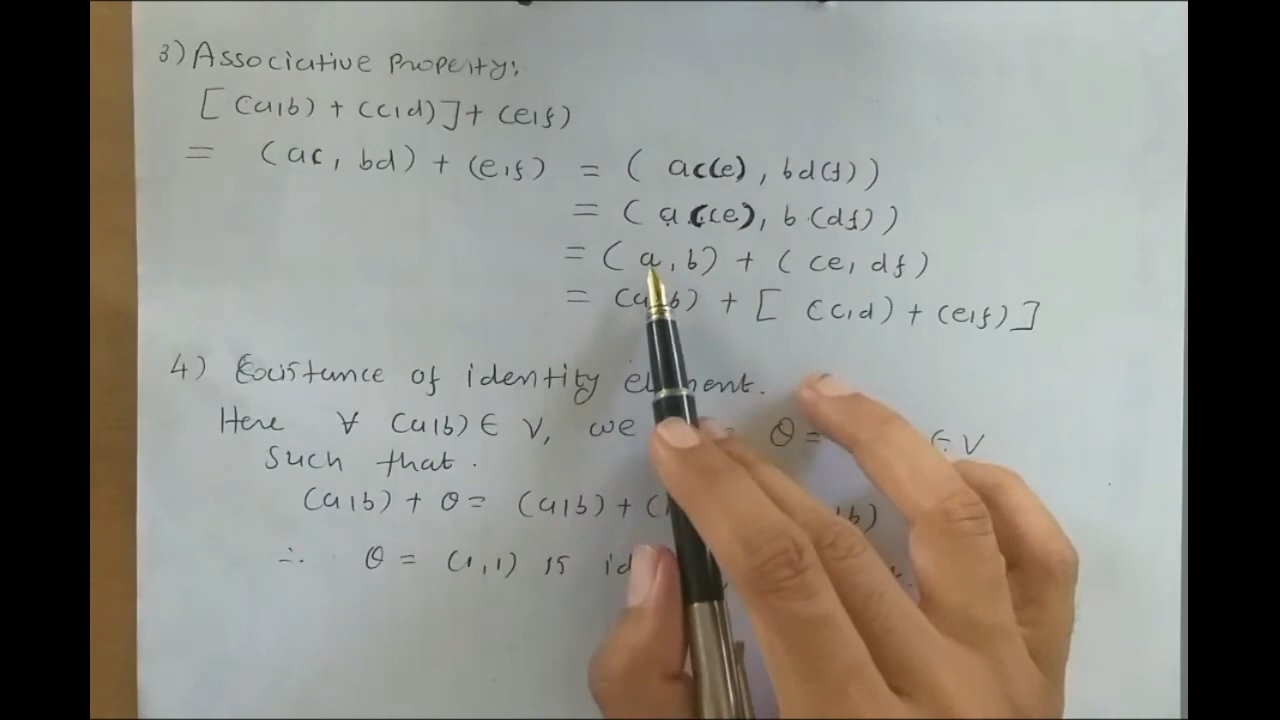 3) Associative Property:
[(a,b) + (c,d)] + (e,f)
= (ac, bd) + (e,f) = ( ac(e), bd(f))
= ( a(ce), b(df))
= ( a, b) + ( ce, df)
= (a,b) + [ (c,d) + (e,f)]
4) Existance of identity element.
Here ∀ (a,b) ∈ V, we θ = ∈ V
Such that.
(a,b) + θ = (a,b) + ( b)
∴ θ = (1,1) is